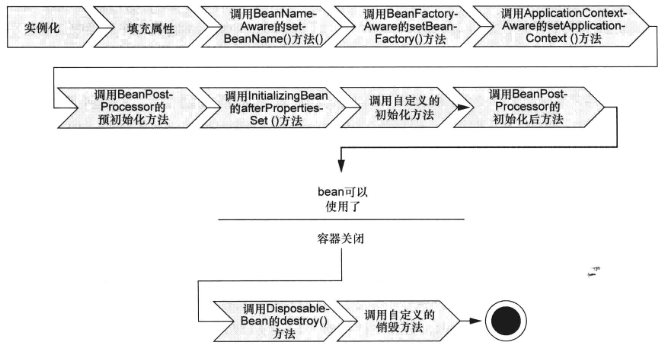 实例化
填充属性
调用BeanName-
Aware的set-
BeanName()方法()
调用BeanFactory-
Aware的setBean-
Factory()方法
调用ApplicationContext-
Aware的setApplication-
Context ()方法
调用BeanPost-
Processor的
预初始化方法
调用InitializingBean
的afterProperties-
Set ()方法
调用自定义的
初始化方法
调用BeanPost-
Processor的
初始化后方法
bean可以
使用了
容器关闭
调用Disposable-
Bean的destroy()
方法
调用自定义的
销毁方法